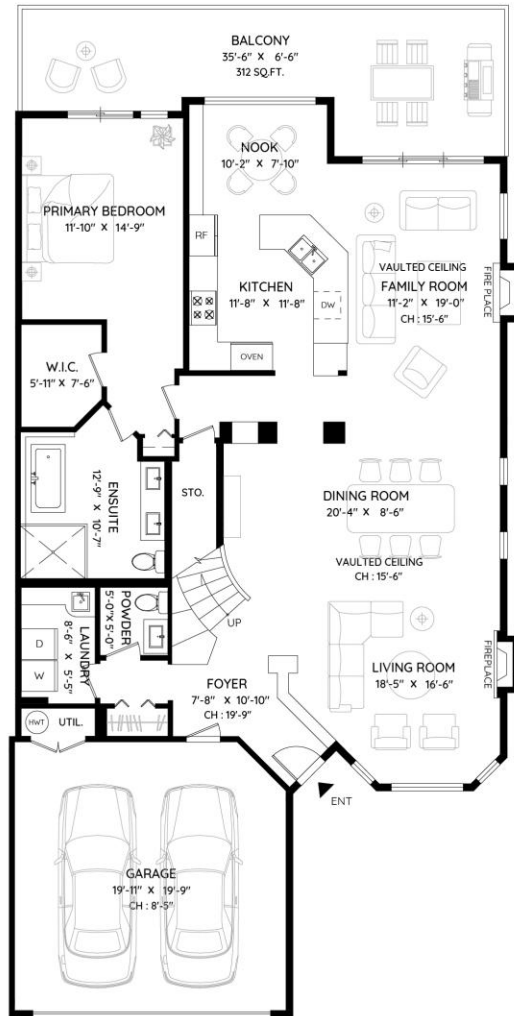 BALCONY
35'-6" X 6'-6"
312 SQ.FT.
NOOK
10'-2" X 7'-10"
PRIMARY BEDROOM
11'-10" X 14'-9"
RF
KITCHEN
11'-8" X 11'-8"
DW
OVEN
VAULTED CEILING
FAMILY ROOM
11'-2" X 19'-0"
CH : 15'-6"
FIRE PLACE
W.I.C.
5'-11" X 7'-6"
ENSUITE
12'-9" X 10'-7"
STO.
DINING ROOM
20'-4" X 8'-6"
VAULTED CEILING
CH : 15'-6"
UP
POWDER
5'-0"X 5'-0"
LAUNDRY
8'-6" X 5'-5"
D
W
FOYER
7'-8" X 10'-10"
CH : 19'-9"
LIVING ROOM
18'-5" X 16'-6"
FIREPLACE
HWT
UTIL.
ENT
GARAGE
19'-11" X 19'-9"
CH : 8'-5"